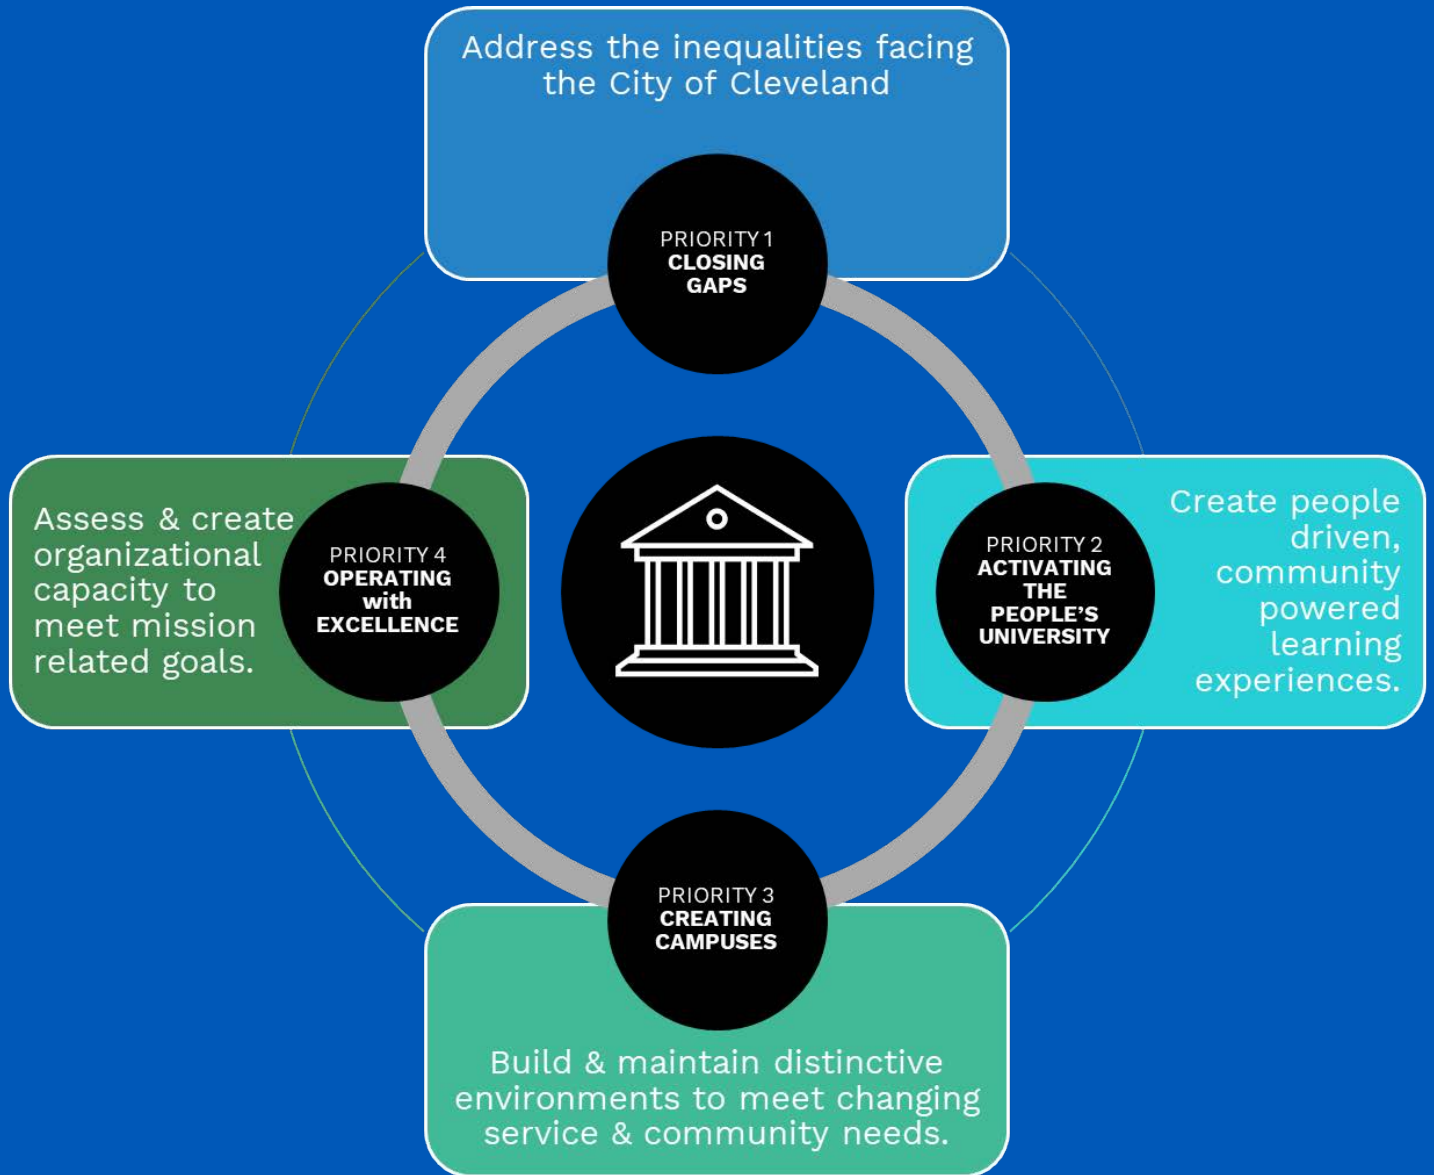 Address the inequalities facing
the City of Cleveland
PRIORITY 1
CLOSING
GAPS
Create people
driven,
community
powered
learning
experiences.
PRIORITY 2
ACTIVATING
THE
PEOPLE’S
UNIVERSITY
PRIORITY 3
CREATING
CAMPUSES
Build & maintain distinctive
environments to meet changing
service & community needs.
Assess & create
organizational
capacity to
meet mission
related goals.
PRIORITY 4
OPERATING
with
EXCELLENCE